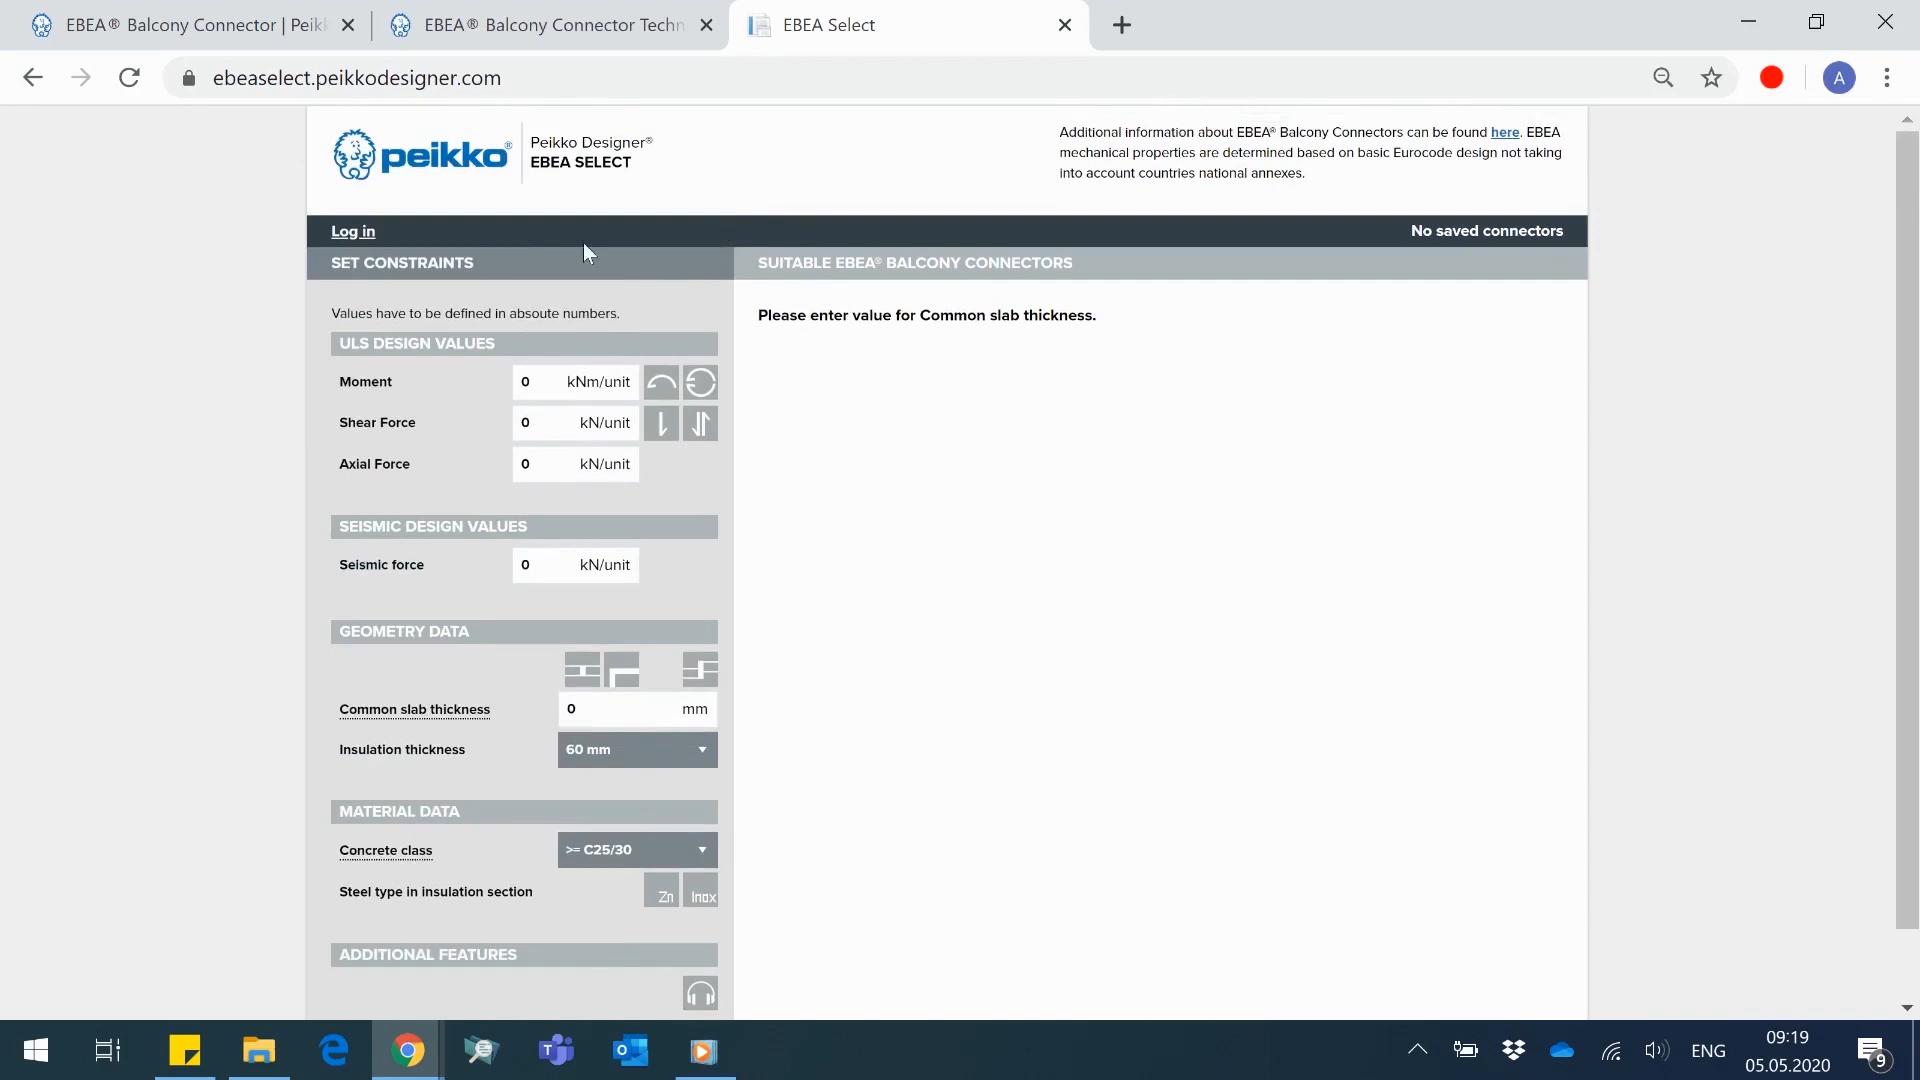 EBEA® Balcony Connector | Peikk
EBEA® Balcony Connector Techn
EBEA Select
ebeaselect.peikkodesigner.com
A
peikko®
Peikko Designer®
EBEA SELECT
Additional information about EBEA® Balcony Connectors can be found here. EBEA
mechanical properties are determined based on basic Eurocode design not taking
into account countries national annexes.
Log in
No saved connectors
SET CONSTRAINTS
SUITABLE EBEA® BALCONY CONNECTORS
Values have to be defined in absoute numbers.
Please enter value for Common slab thickness.
ULS DESIGN VALUES
Moment 0 kNm/unit
Shear Force 0 kN/unit
Axial Force 0 kN/unit
SEISMIC DESIGN VALUES
Seismic force 0 kN/unit
GEOMETRY DATA
Common slab thickness 0 mm
Insulation thickness 60 mm
MATERIAL DATA
Concrete class >= C25/30
Steel type in insulation section Zn Inox
ADDITIONAL FEATURES
ENG
09:19
05.05.2020
9